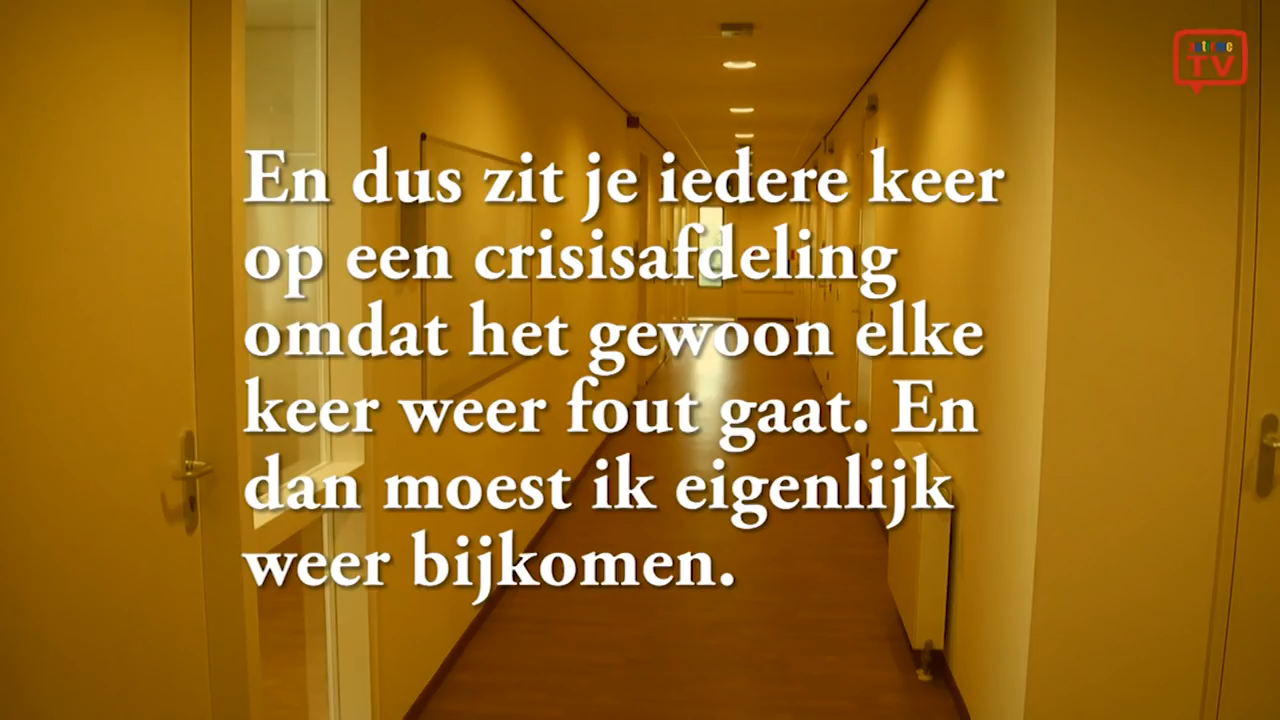 autisme
TV
En dus zit je iedere keer
op een crisisafdeling
omdat het gewoon elke
keer weer fout gaat. En
dan moest ik eigenlijk
weer bijkomen.